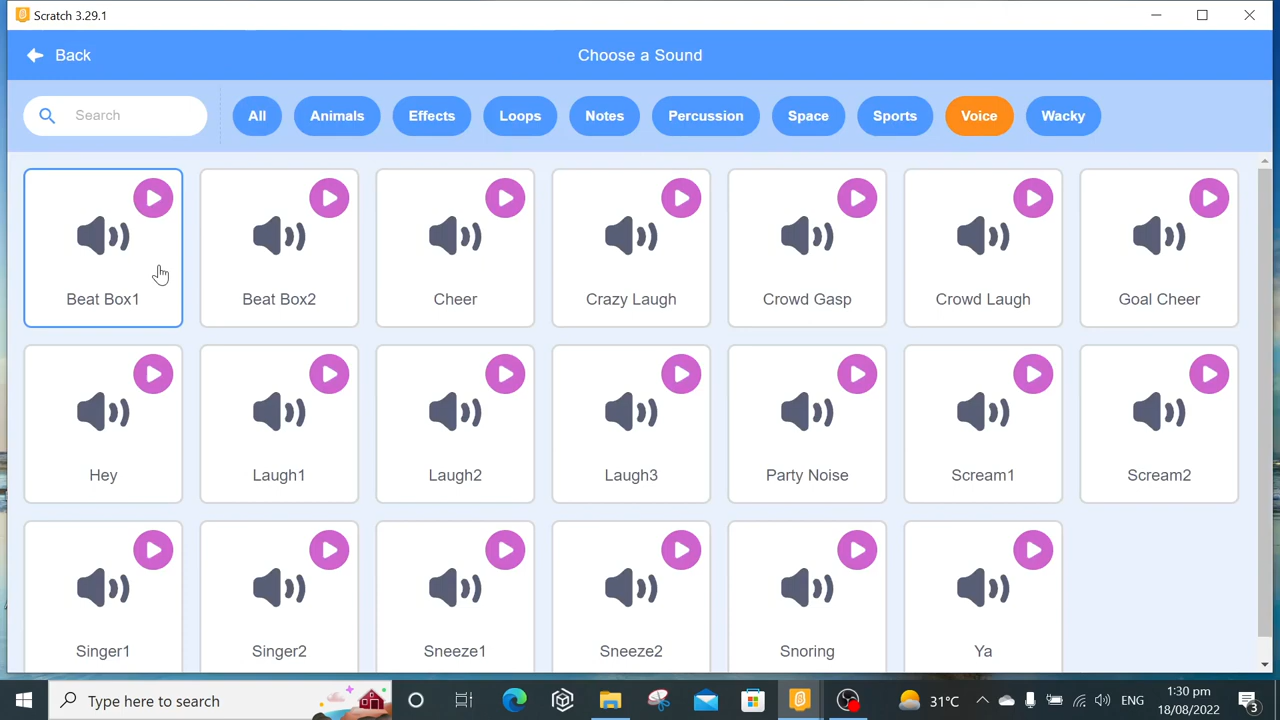 Scratch 3.29.1
Back
Choose a Sound
Search
All
Animals
Effects
Loops
Notes
Percussion
Space
Sports
Voice
Wacky
Beat Box1
Beat Box2
Cheer
Crazy Laugh
Crowd Gasp
Crowd Laugh
Goal Cheer
Hey
Laugh1
Laugh2
Laugh3
Party Noise
Scream1
Scream2
Singer1
Singer2
Sneeze1
Sneeze2
Snoring
Ya
Type here to search
31°C
ENG
1:30 pm
18/08/2022
3